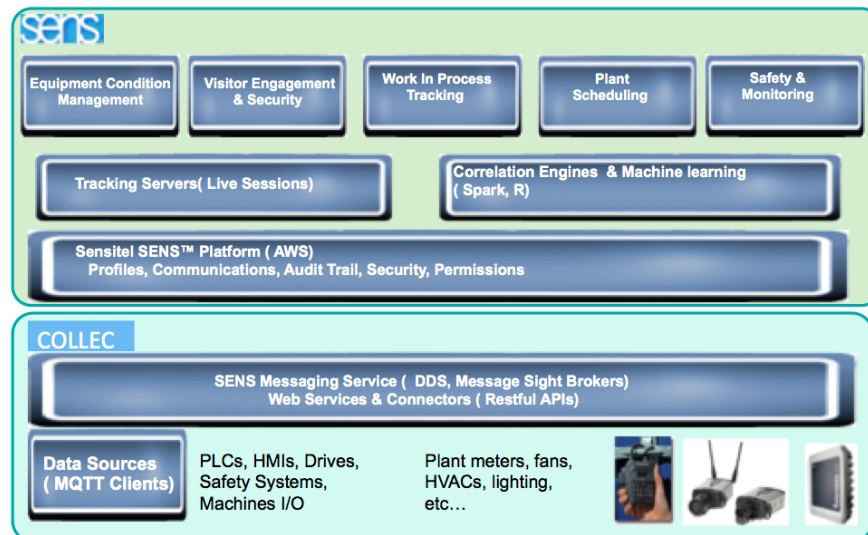 sens
Equipment Condition
Management
Visitor Engagement
& Security
Work In Process
Tracking
Plant
Scheduling
Safety &
Monitoring
Tracking Servers( Live Sessions)
Correlation Engines & Machine learning
( Spark, R)
Sensitel SENS™ Platform ( AWS)
Profiles, Communications, Audit Trail, Security, Permissions
COLLEC
SENS Messaging Service ( DDS, Message Sight Brokers)
Web Services & Connectors ( Restful APIs)
Data Sources
( MQTT Clients)
PLCs, HMIs, Drives,
Safety Systems,
Machines I/O
Plant meters, fans,
HVACs, lighting,
etc…